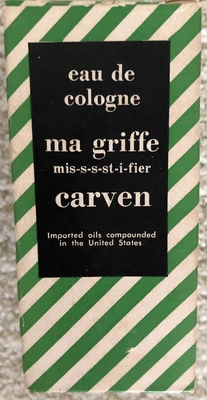 eau de
cologne
ma griffe
mis-s-s-st-i-fier
carven
Imported oils compounded
in the United States